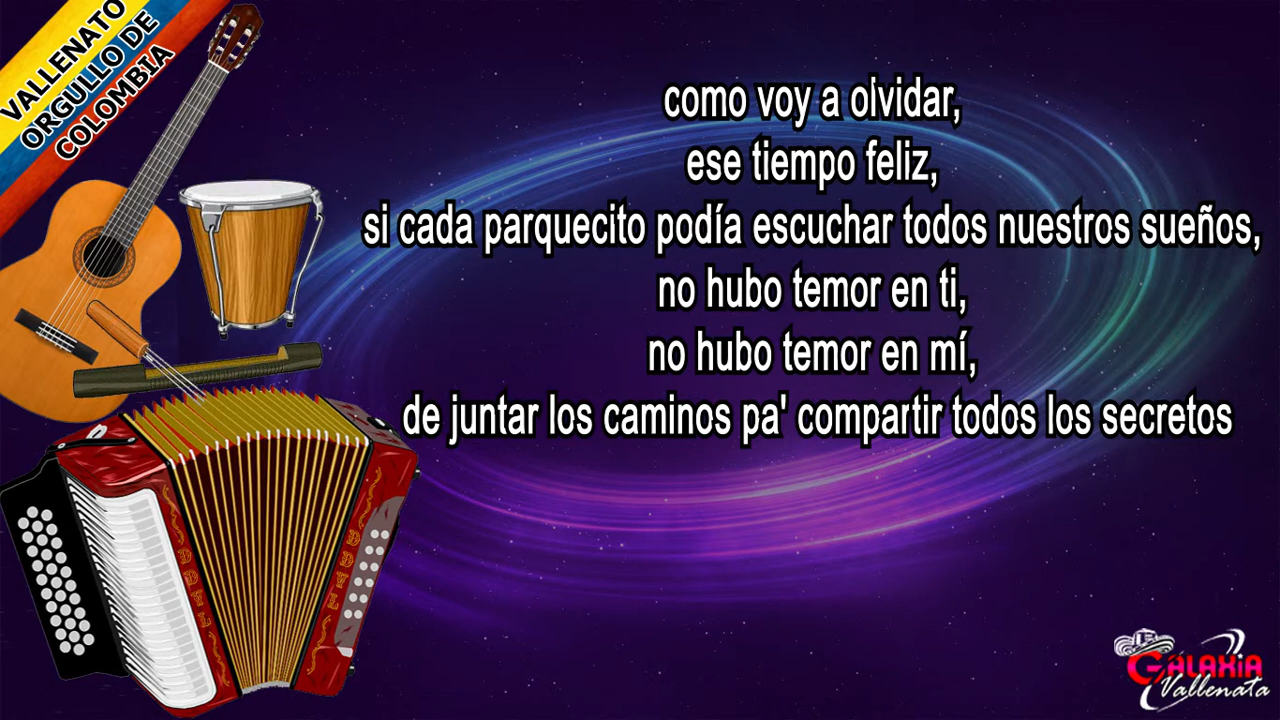 VALLENATO
ORGULLO DE
COLOMBIA
como voy a olvidar,
ese tiempo feliz,
si cada parquecito podía escuchar todos nuestros sueños,
no hubo temor en ti,
no hubo temor en mí,
de juntar los caminos pa' compartir todos los secretos
GALAXiA
Vallenata